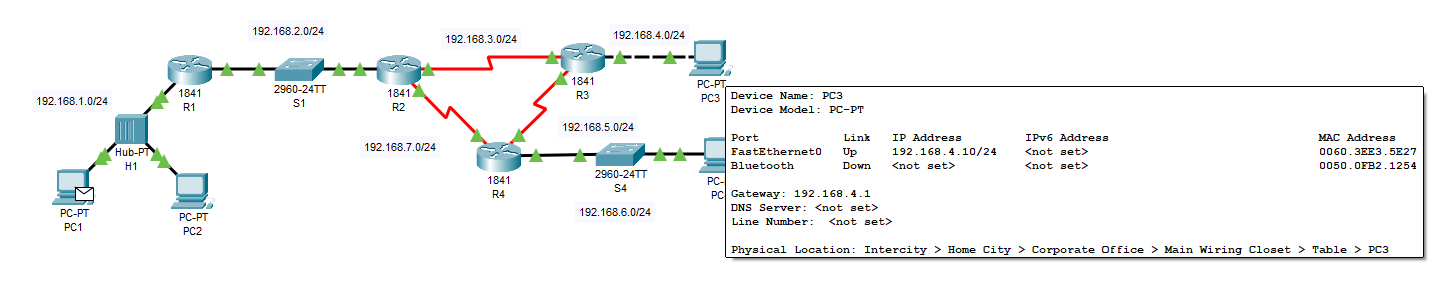 192.168.2.0/24
192.168.3.0/24
192.168.4.0/24
1841
R1
2960-24TT
S1
1841
R2
1841
R3
PC-PT
PC3
192.168.1.0/24
Hub-PT
H1
192.168.7.0/24
192.168.5.0/24
1841
R4
2960-24TT
S4
192.168.6.0/24
PC-PT
PC1
PC-PT
PC2
Device Name: PC3
Device Model: PC-PT
Port Link IP Address IPv6 Address MAC Address
FastEthernet0 Up 192.168.4.10/24 <not set> 0060.3EE3.5E27
Bluetooth Down <not set> <not set> 0050.0FB2.1254
Gateway: 192.168.4.1
DNS Server: <not set>
Line Number: <not set>
Physical Location: Intercity > Home City > Corporate Office > Main Wiring Closet > Table > PC3